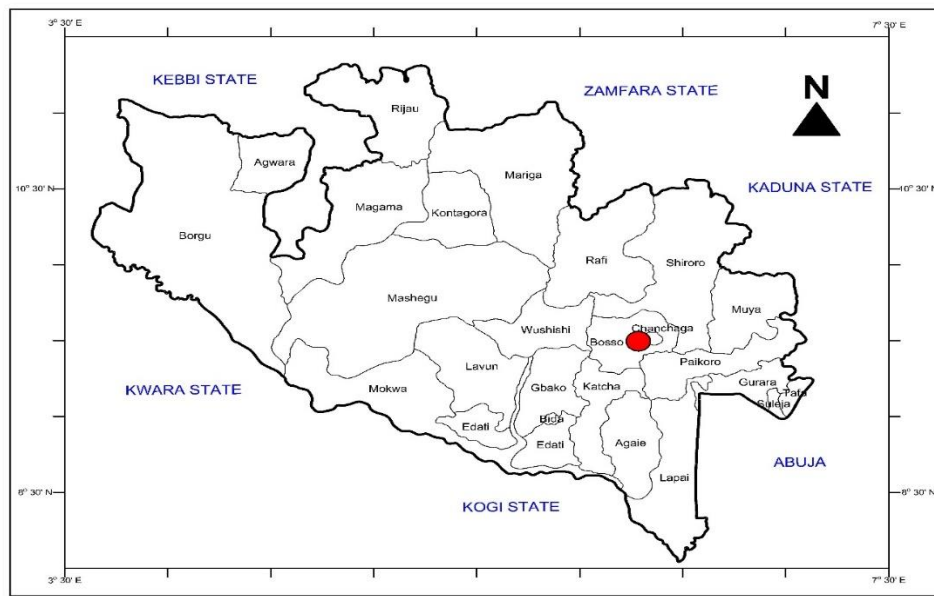 3° 30' E
7° 30' E
KEBBI STATE
ZAMFARA STATE
N
Rijau
Agwara
Mariga
10° 30' N
KADUNA STATE
10° 30' N
Magama
Kontagora
Borgu
Rafi
Shiroro
Mashegu
Muya
Wushishi
Chanchaga
Bosso
Paikoro
KWARA STATE
Lavun
Mokwa
Gbako
Katcha
Gurara
Tafa
Suleja
Edati
Bida
Edati
Agaie
ABUJA
Lapai
8° 30' N
KOGI STATE
8° 30' N
3° 30' E
7° 30' E